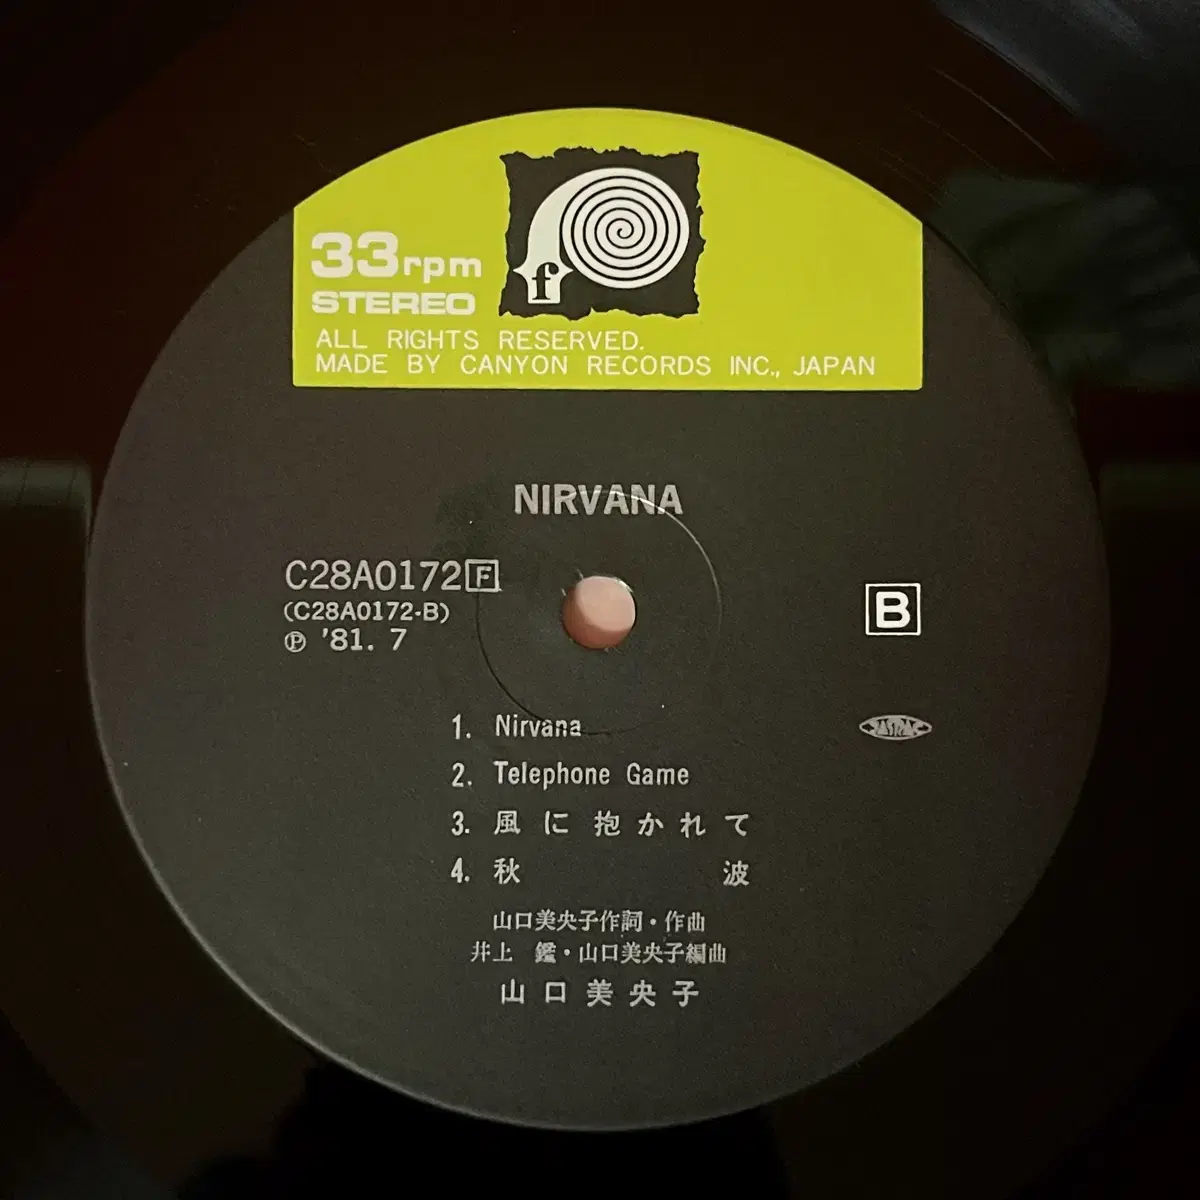 f
33rpm
STEREO
ALL RIGHTS RESERVED.
MADE BY CANYON RECORDS INC., JAPAN
NIRVANA
C28A0172 F
(C28A0172-B)
℗ '81. 7
B
1. Nirvana
JASRAC
2. Telephone Game
3. 風に抱かれて
4. 秋 波
山口美央子作詞・作曲
井上 鑑・山口美央子編曲
山口美央子